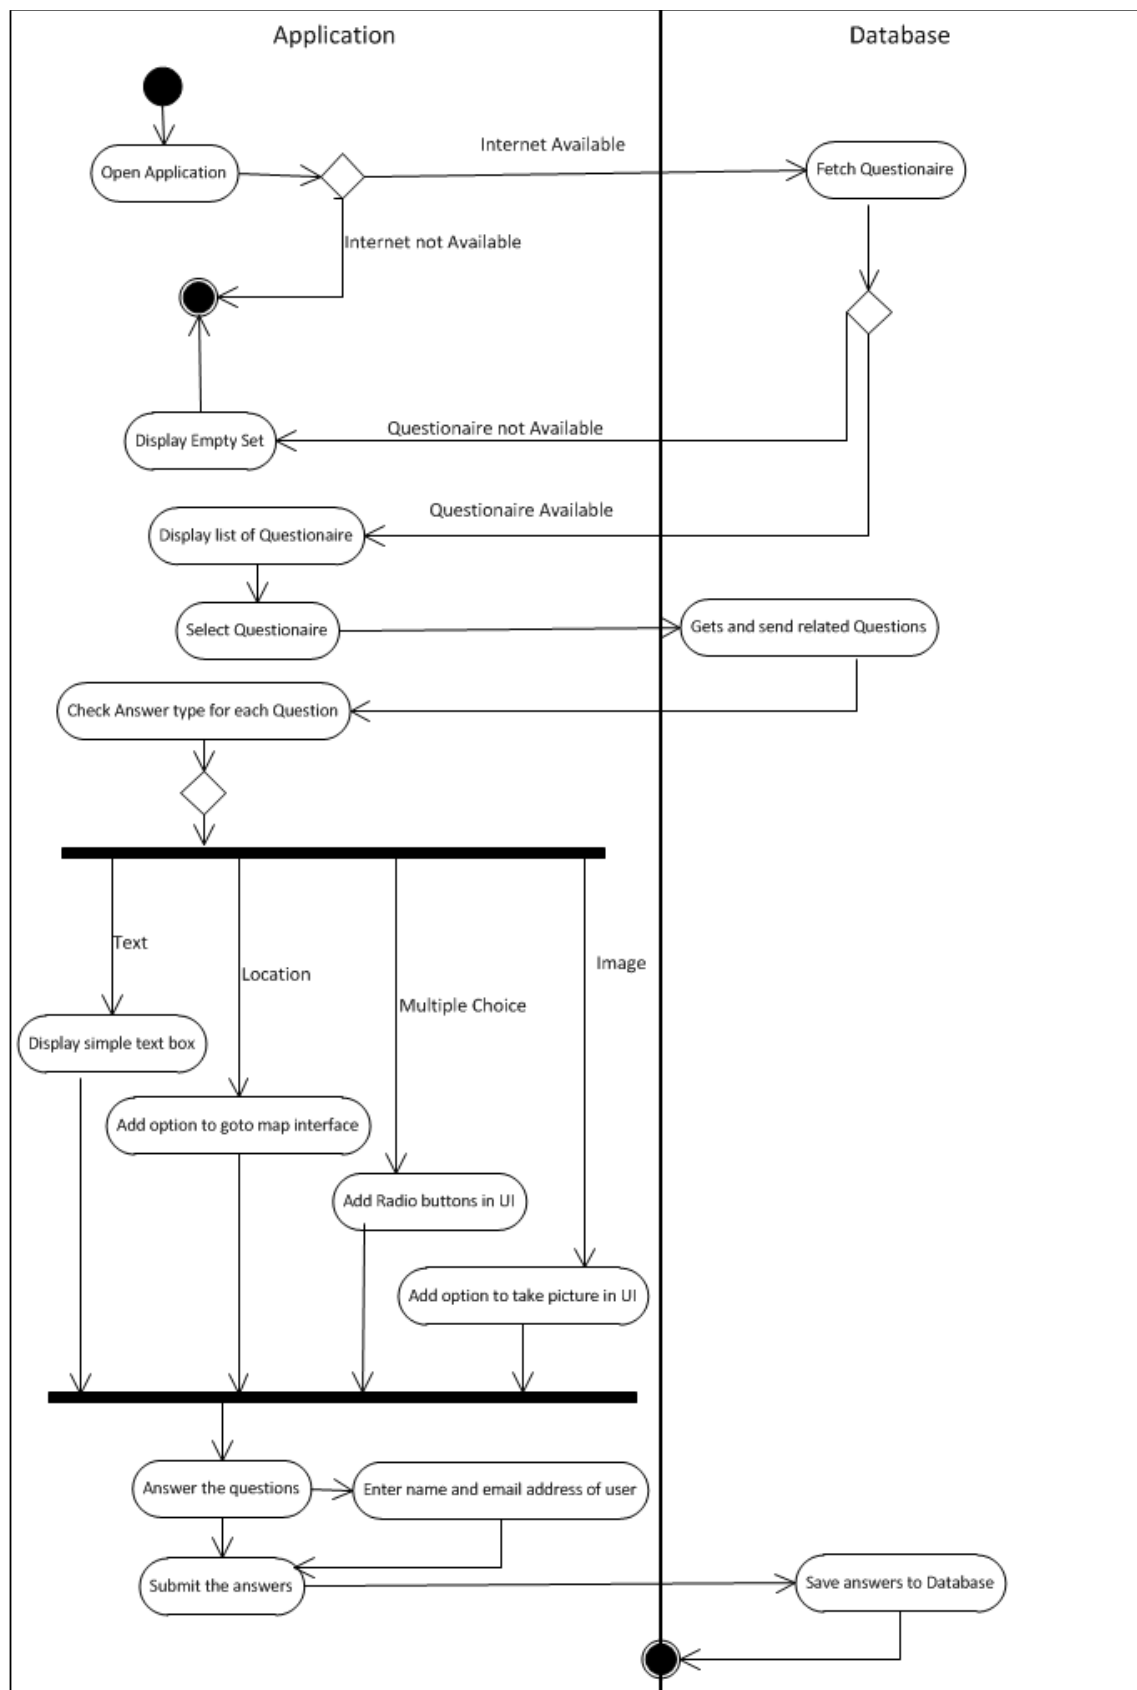 Application
Database
Internet Available
Open Application
Fetch Questionaire
Internet not Available
Questionaire not Available
Display Empty Set
Questionaire Available
Display list of Questionaire
Select Questionaire
Gets and send related Questions
Check Answer type for each Question
Text
Location
Image
Multiple Choice
Display simple text box
Add option to goto map interface
Add Radio buttons in UI
Add option to take picture in UI
Answer the questions
Enter name and email address of user
Submit the answers
Save answers to Database